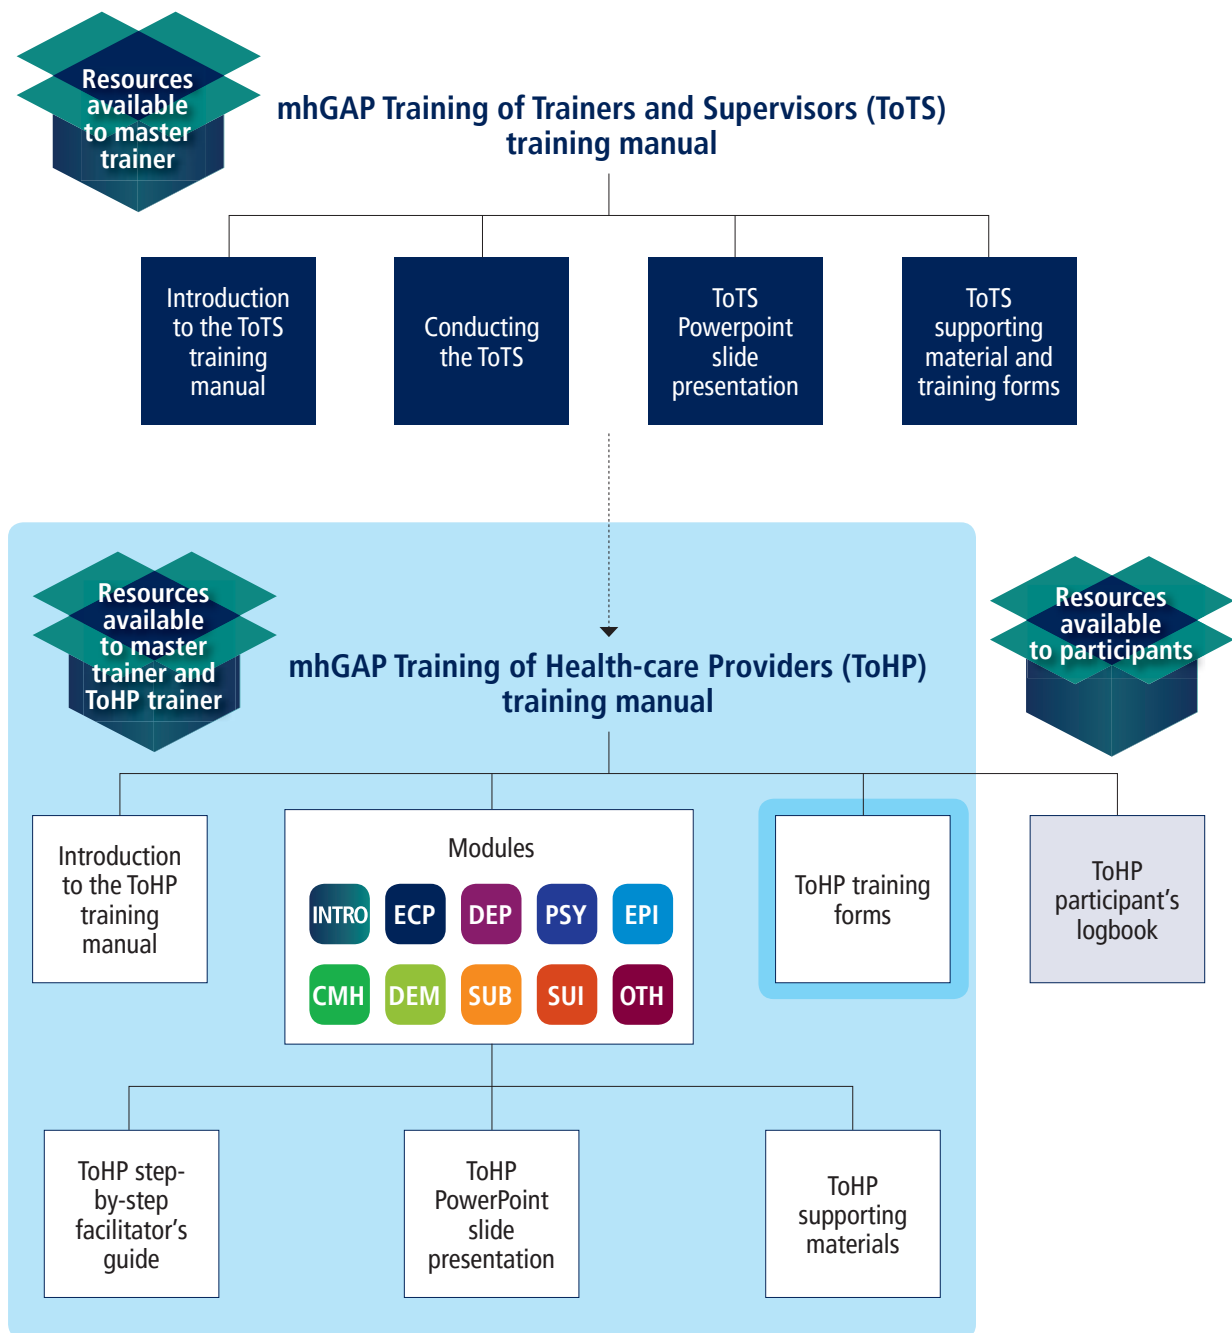 Resources
available
to master
trainer
mhGAP Training of Trainers and Supervisors (ToTS)
training manual
Introduction
to the ToTS
training
manual
Conducting
the ToTS
ToTS
Powerpoint
slide
presentation
ToTS
supporting
material and
training forms
Resources
available
to master
trainer and
ToHP trainer
mhGAP Training of Health-care Providers (ToHP)
training manual
Resources
available
to participants
Introduction
to the ToHP
training
manual
Modules
INTRO
ECP
DEP
PSY
EPI
CMH
DEM
SUB
SUI
OTH
ToHP training
forms
ToHP
participant’s
logbook
ToHP step-
by-step
facilitator’s
guide
ToHP
PowerPoint
slide
presentation
ToHP
supporting
materials